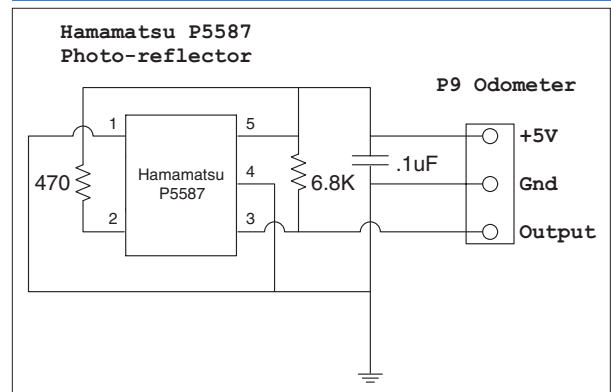 Hamamatsu P5587
Photo-reflector
P9 Odometer
1
5
+5V
470
Hamamatsu
P5587
4
6.8K
.1uF
Gnd
2
3
Output